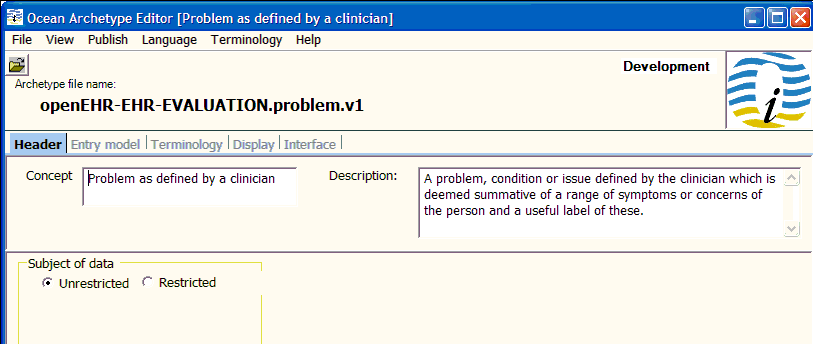 Ocean Archetype Editor [Problem as defined by a clinician]
File View Publish Language Terminology Help
Development
Archetype file name:
openEHR-EHR-EVALUATION.problem.v1
i
Header Entry model Terminology Display Interface
Concept Problem as defined by a clinician
Description: A problem, condition or issue defined by the clinician which is
deemed summative of a range of symptoms or concerns of
the person and a useful label of these.
Subject of data
Unrestricted Restricted